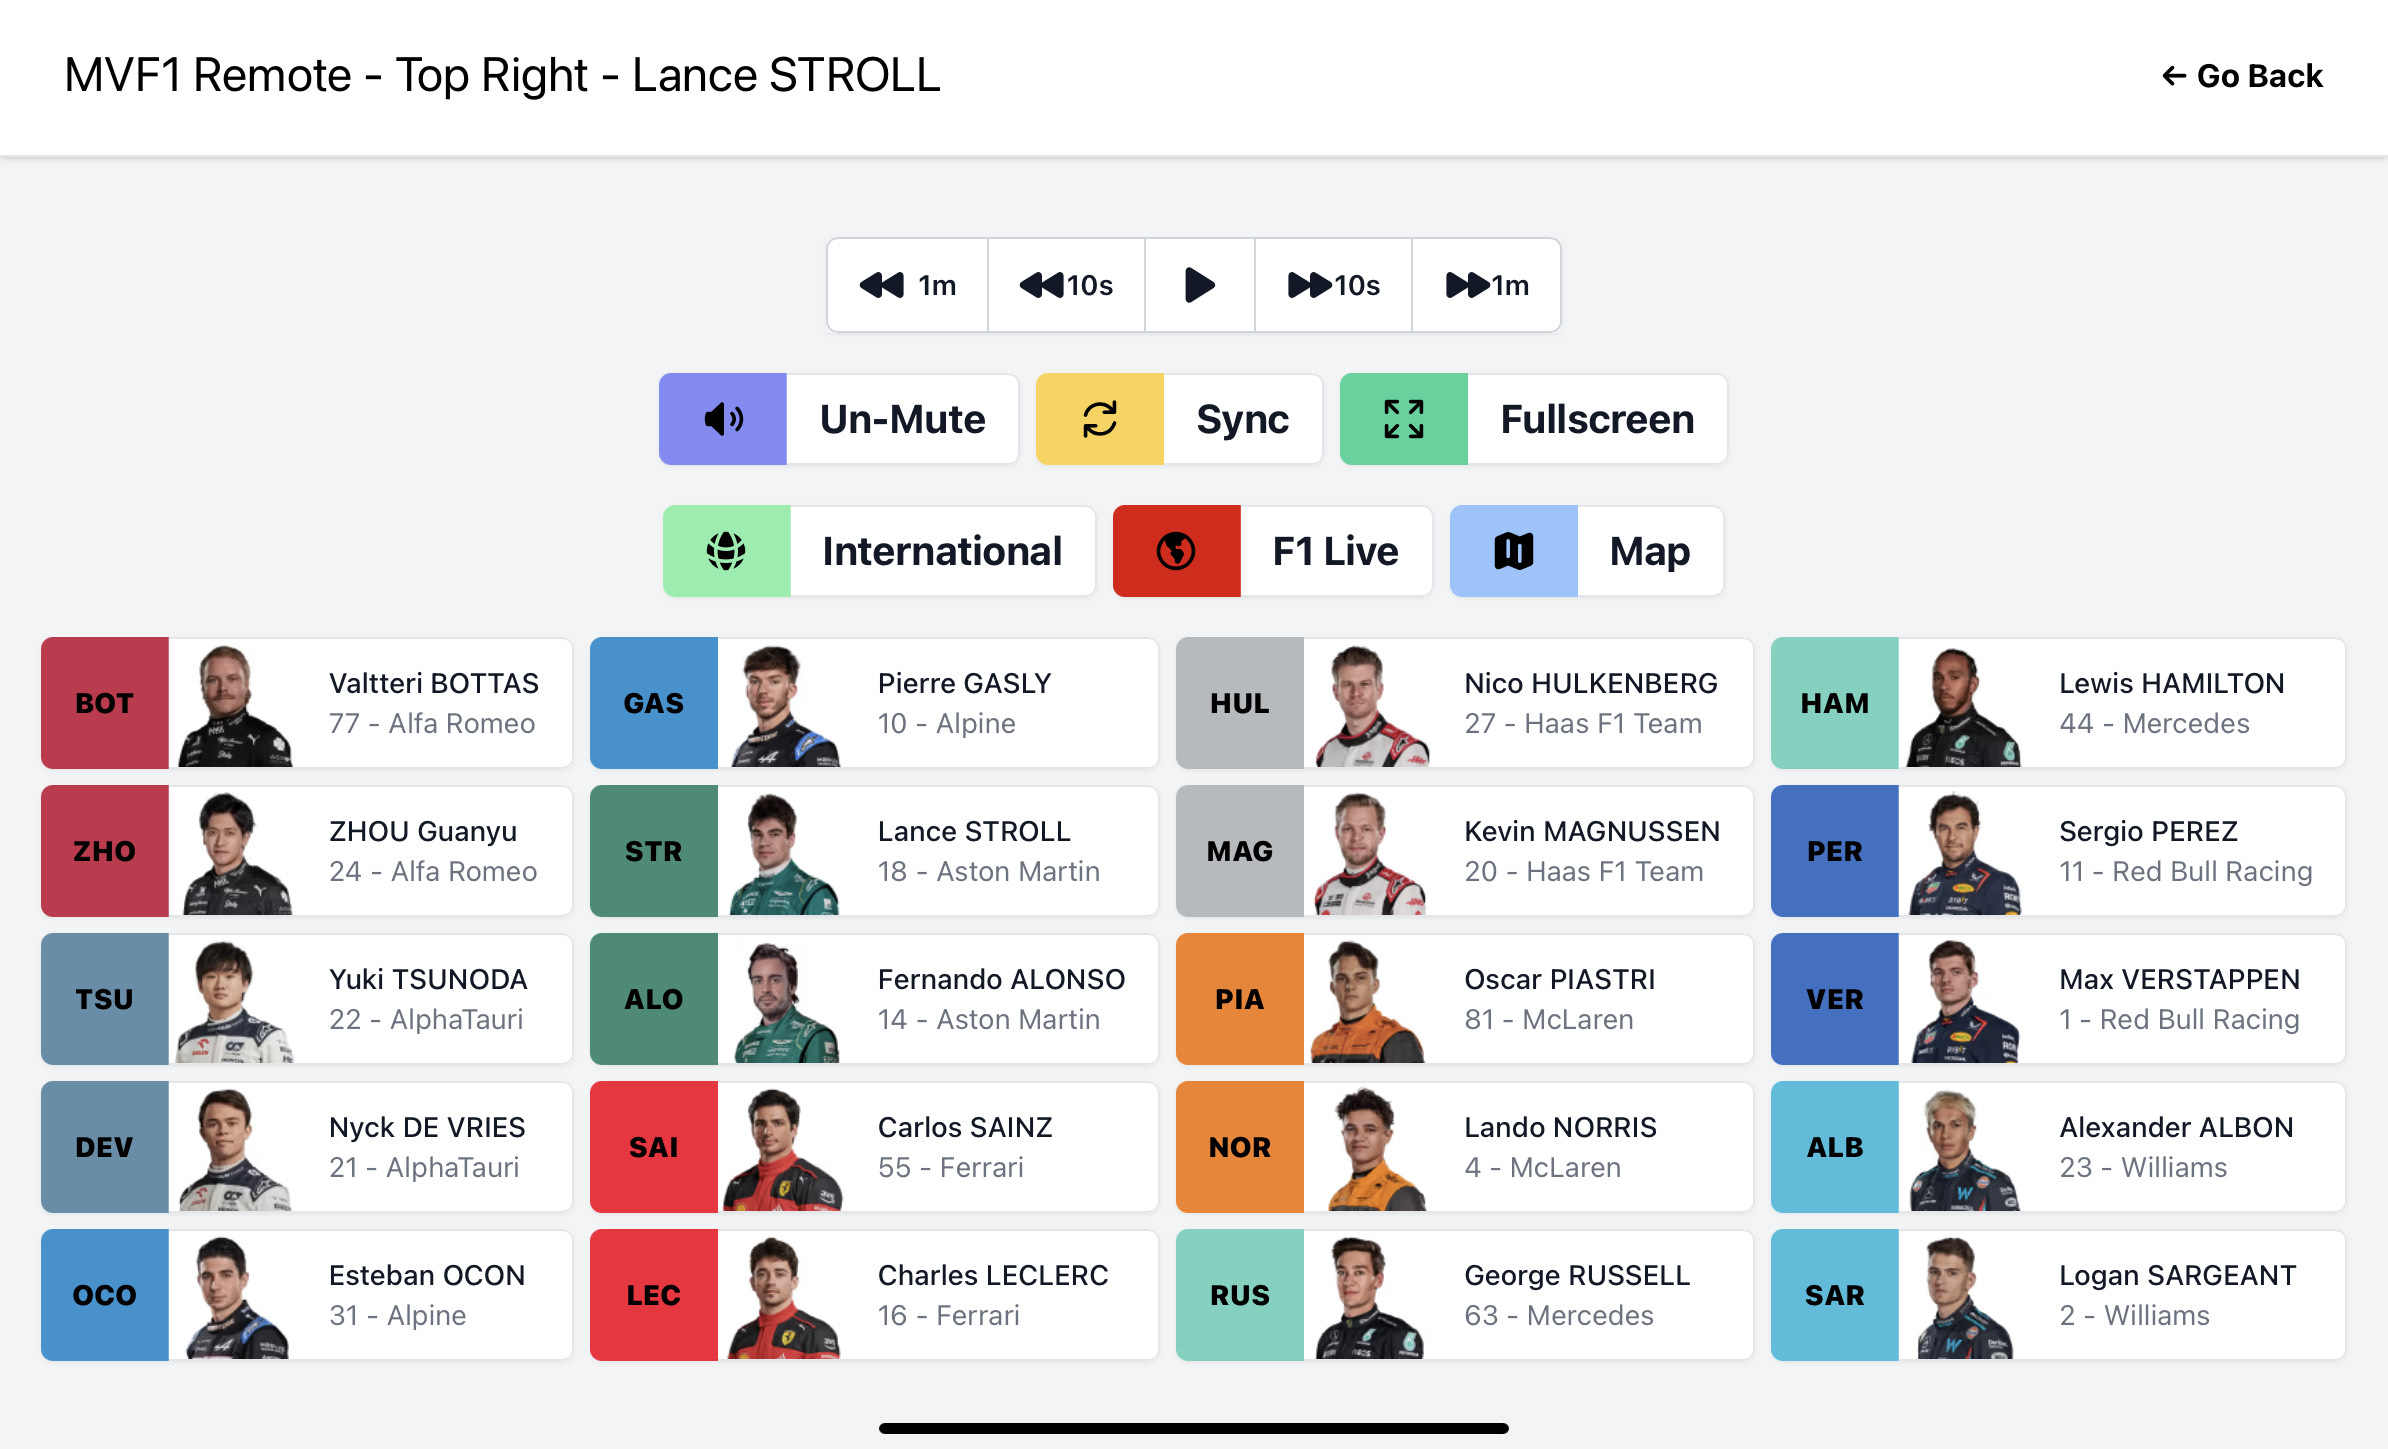 MVF1 Remote - Top Right - Lance STROLL
← Go Back
1m
10s
10s
1m
Un-Mute
Sync
Fullscreen
International
F1 Live
Map
BOT
Valtteri BOTTAS
77 - Alfa Romeo
GAS
Pierre GASLY
10 - Alpine
HUL
Nico HULKENBERG
27 - Haas F1 Team
HAM
Lewis HAMILTON
44 - Mercedes
ZHO
ZHOU Guanyu
24 - Alfa Romeo
STR
Lance STROLL
18 - Aston Martin
MAG
Kevin MAGNUSSEN
20 - Haas F1 Team
PER
Sergio PEREZ
11 - Red Bull Racing
TSU
Yuki TSUNODA
22 - AlphaTauri
ALO
Fernando ALONSO
14 - Aston Martin
PIA
Oscar PIASTRI
81 - McLaren
VER
Max VERSTAPPEN
1 - Red Bull Racing
DEV
Nyck DE VRIES
21 - AlphaTauri
SAI
Carlos SAINZ
55 - Ferrari
NOR
Lando NORRIS
4 - McLaren
ALB
Alexander ALBON
23 - Williams
OCO
Esteban OCON
31 - Alpine
LEC
Charles LECLERC
16 - Ferrari
RUS
George RUSSELL
63 - Mercedes
SAR
Logan SARGEANT
2 - Williams